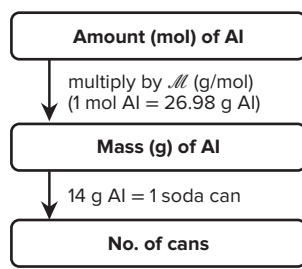 Amount (mol) of Al
multiply by ℳ (g/mol)
(1 mol Al = 26.98 g Al)
Mass (g) of Al
14 g Al = 1 soda can
No. of cans